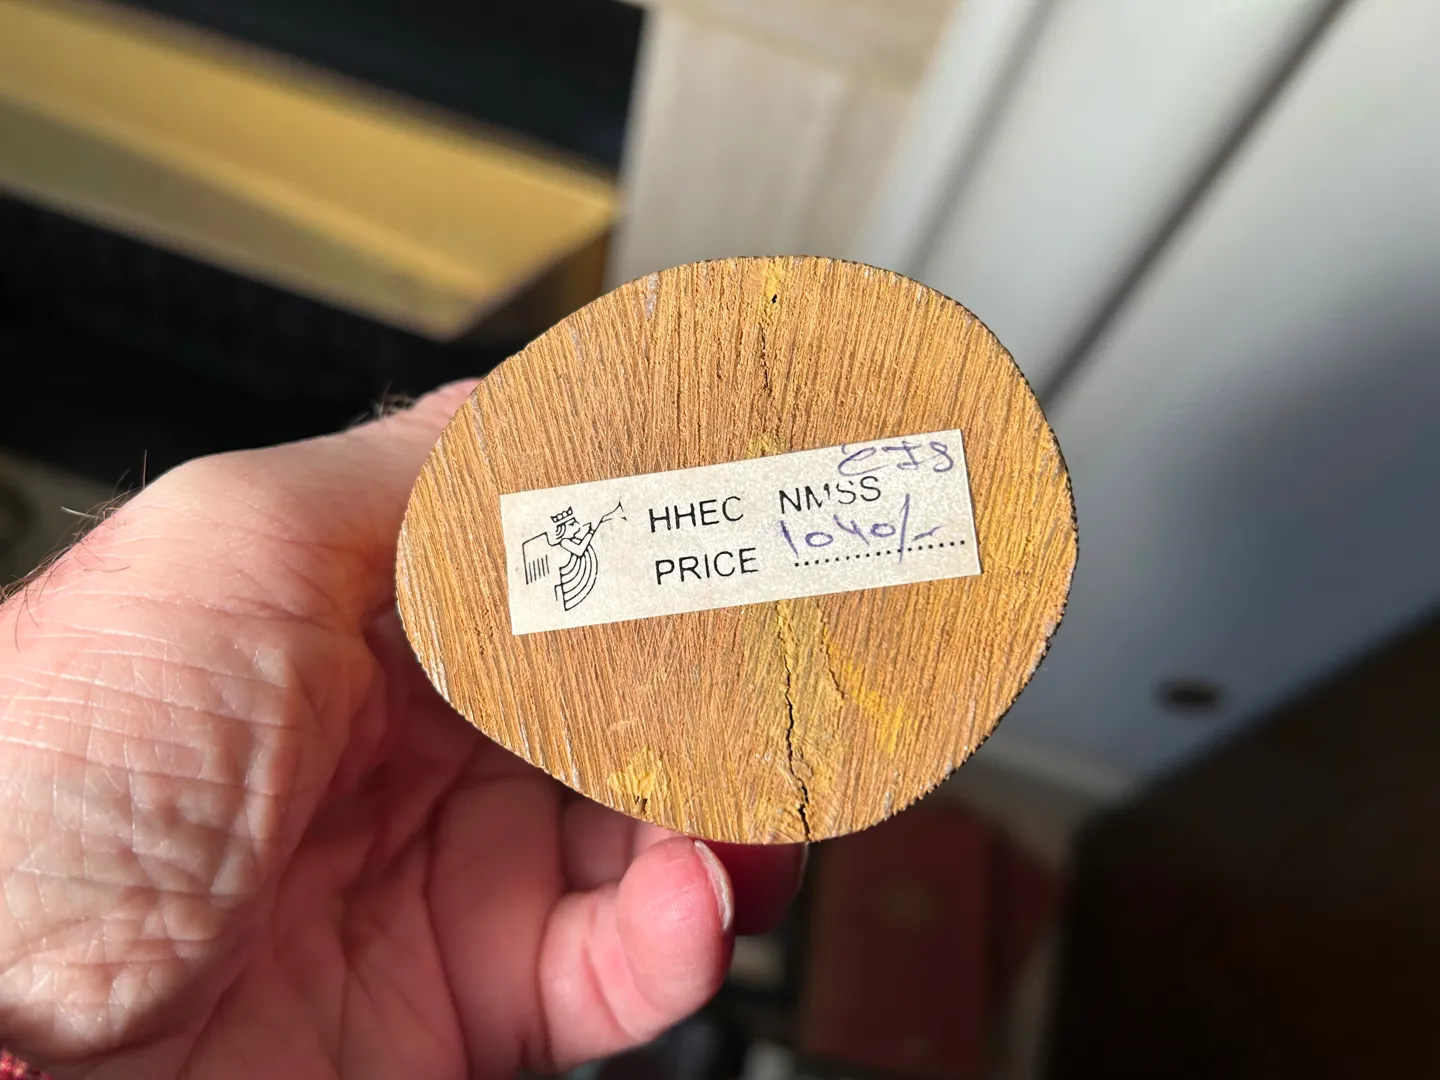 HHEC NMSS
PRICE 1040/-